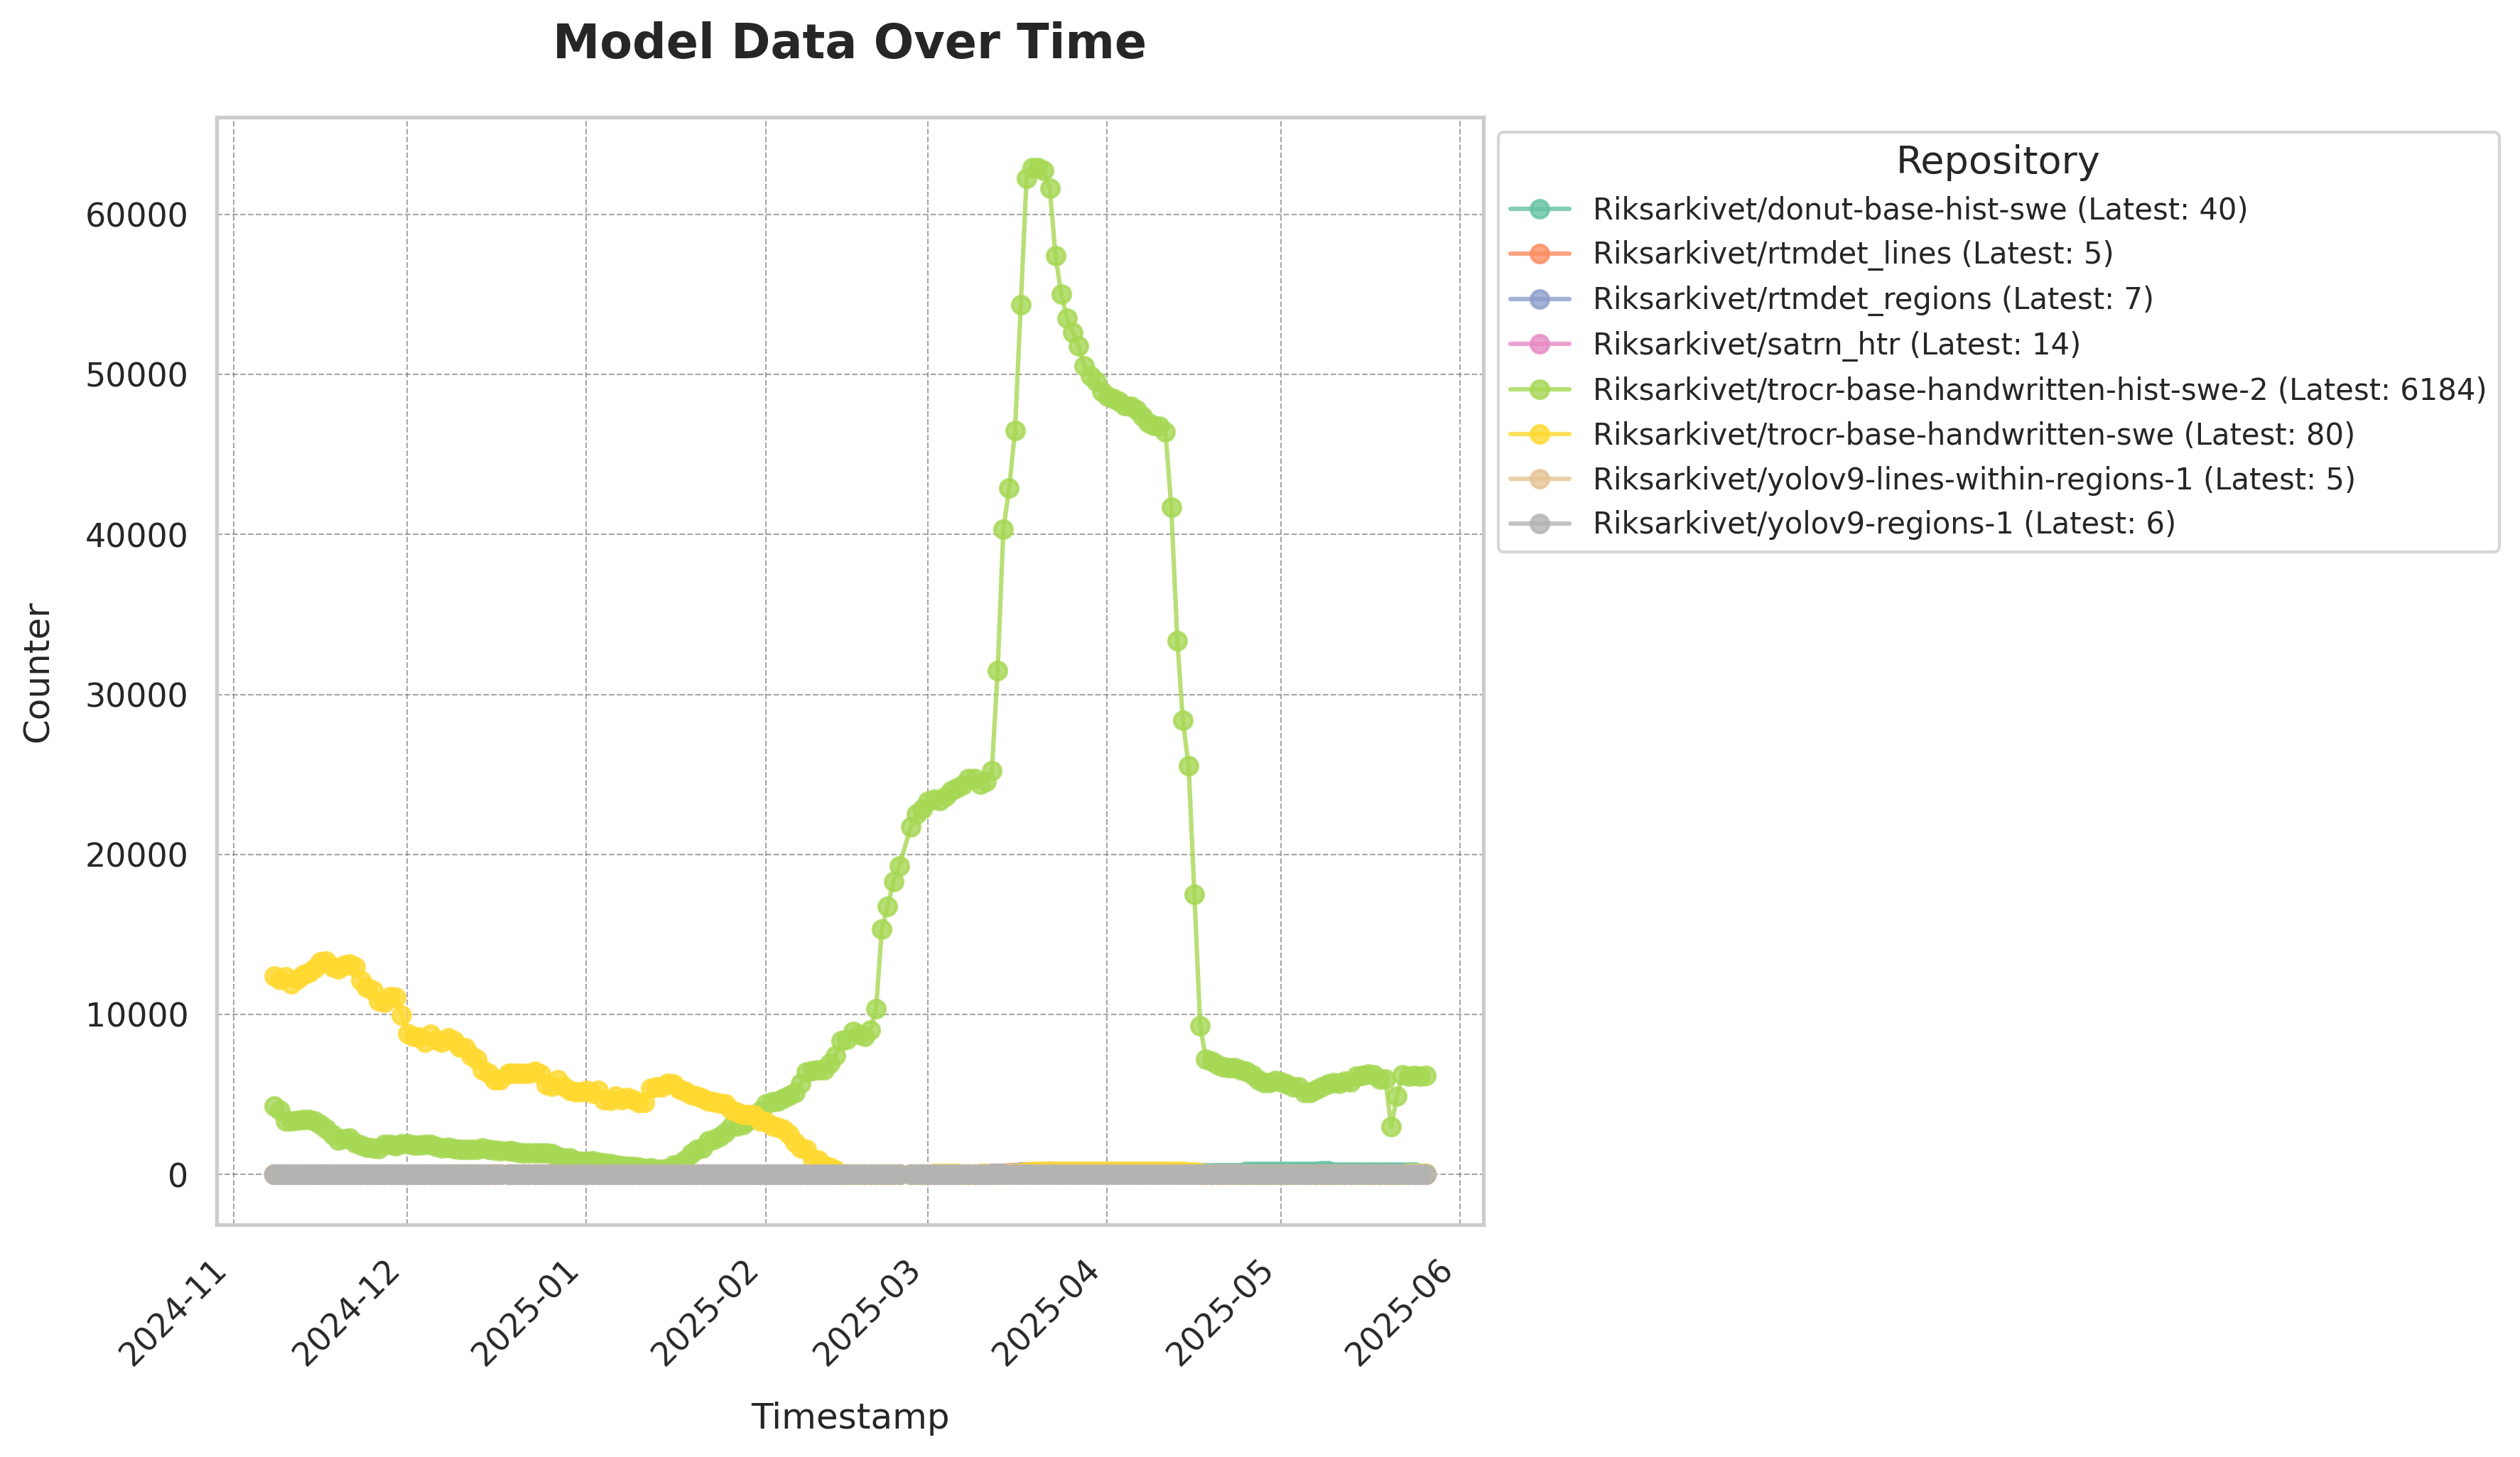 Model Data Over Time
Counter
60000
50000
40000
30000
20000
10000
0
2024-11
2024-12
2025-01
2025-02
2025-03
2025-04
2025-05
2025-06
Timestamp
Repository
Riksarkivet/donut-base-hist-swe (Latest: 40)
Riksarkivet/rtmdet_lines (Latest: 5)
Riksarkivet/rtmdet_regions (Latest: 7)
Riksarkivet/satrn_htr (Latest: 14)
Riksarkivet/trocr-base-handwritten-hist-swe-2 (Latest: 6184)
Riksarkivet/trocr-base-handwritten-swe (Latest: 80)
Riksarkivet/yolov9-lines-within-regions-1 (Latest: 5)
Riksarkivet/yolov9-regions-1 (Latest: 6)